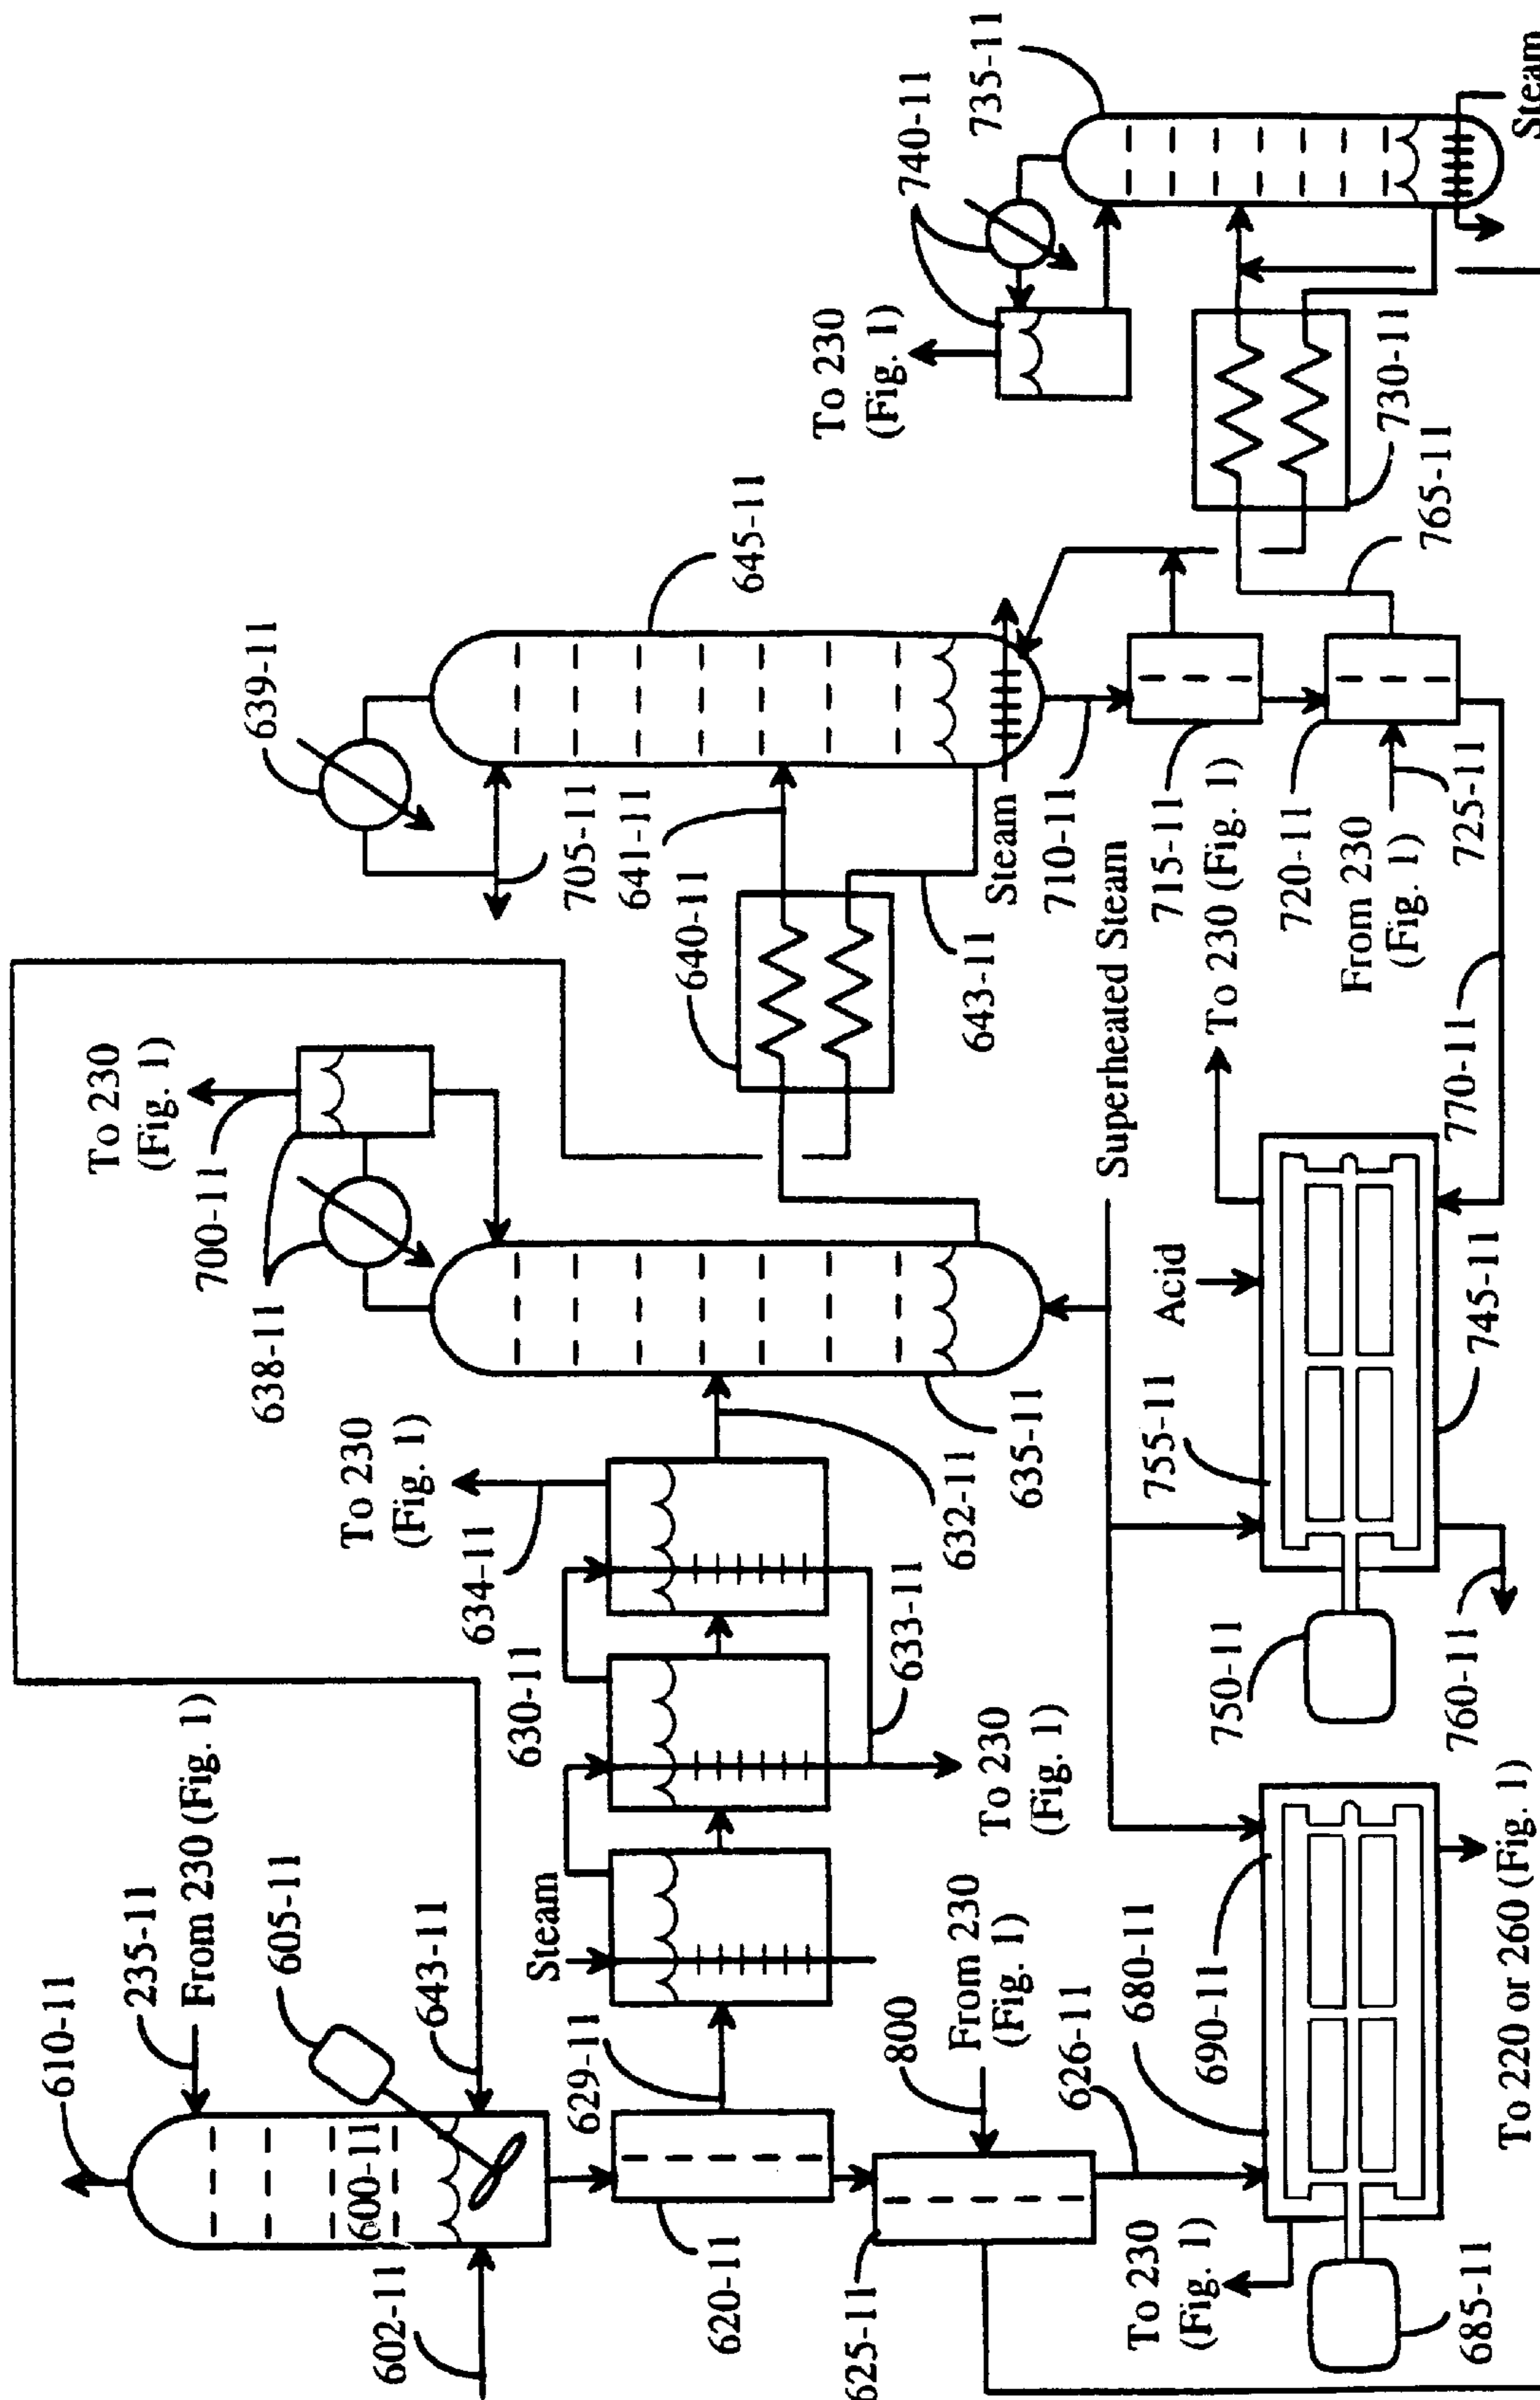 610-11
235-11
From 230 (Fig. 1)
605-11
643-11
600-11
602-11
620-11
629-11
625-11
800
From 230
(Fig. 1)
626-11
680-11
690-11
To 230
(Fig. 1)
685-11
To 220 or 260 (Fig. 1)
Steam
630-11
634-11
To 230
(Fig. 1)
632-11
633-11
To 230
(Fig. 1)
635-11
638-11
700-11
To 230
(Fig. 1)
639-11
705-11
641-11
640-11
643-11
645-11
Steam
710-11
Superheated Steam
715-11
To 230 (Fig. 1)
720-11
From 230
(Fig. 1)
725-11
770-11
Acid
755-11
745-11
750-11
760-11
To 230
(Fig. 1)
740-11
735-11
730-11
765-11
Steam